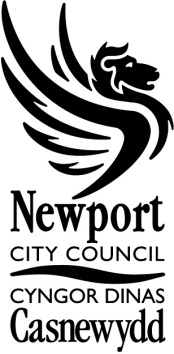 Newport
CITY COUNCIL
CYNGOR DINAS
Casnewydd